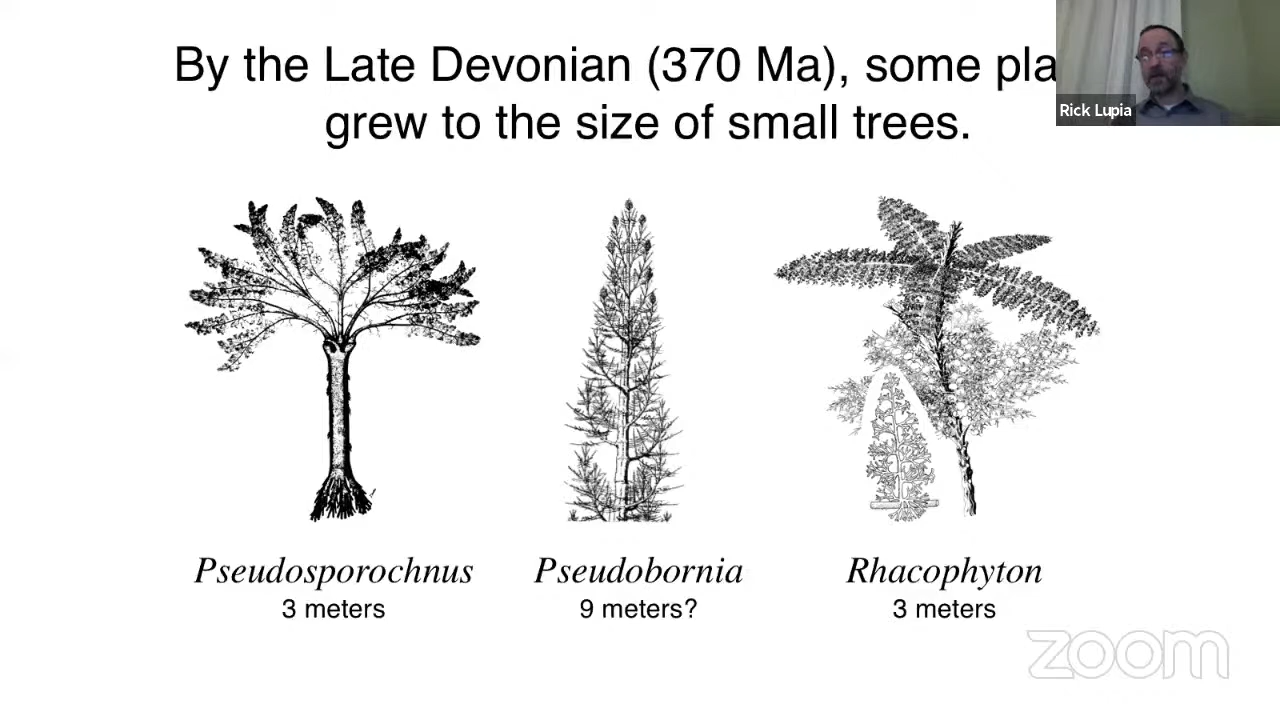 By the Late Devonian (370 Ma), some pla
grew to the size of small trees.
Rick Lupia
Pseudosporochnus
3 meters
Pseudobornia
9 meters?
Rhacophyton
3 meters
zoom